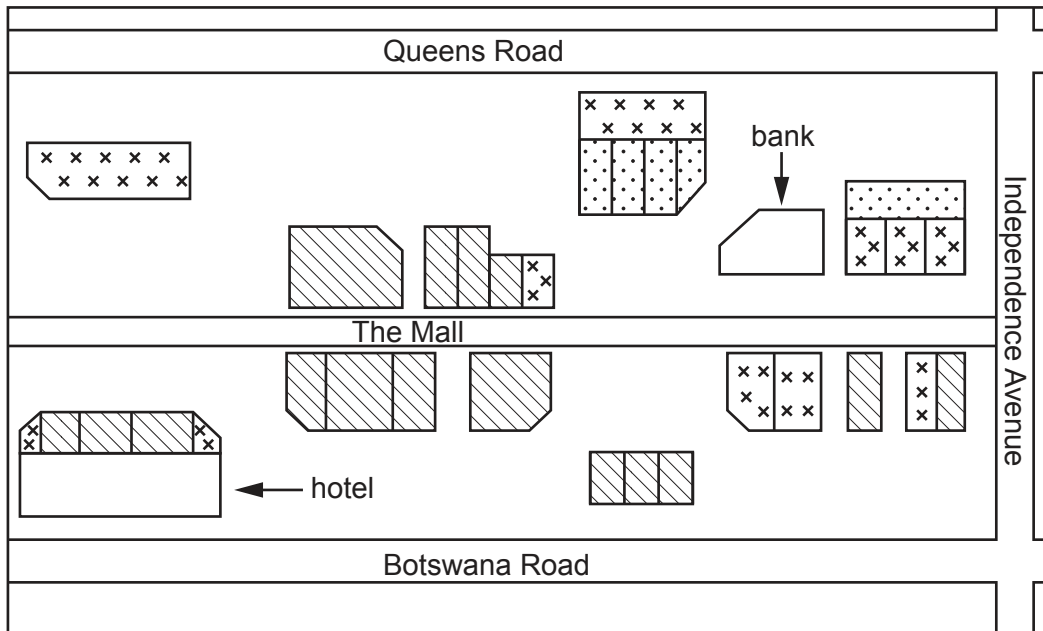 Queens Road
bank
Independence Avenue
The Mall
hotel
Botswana Road